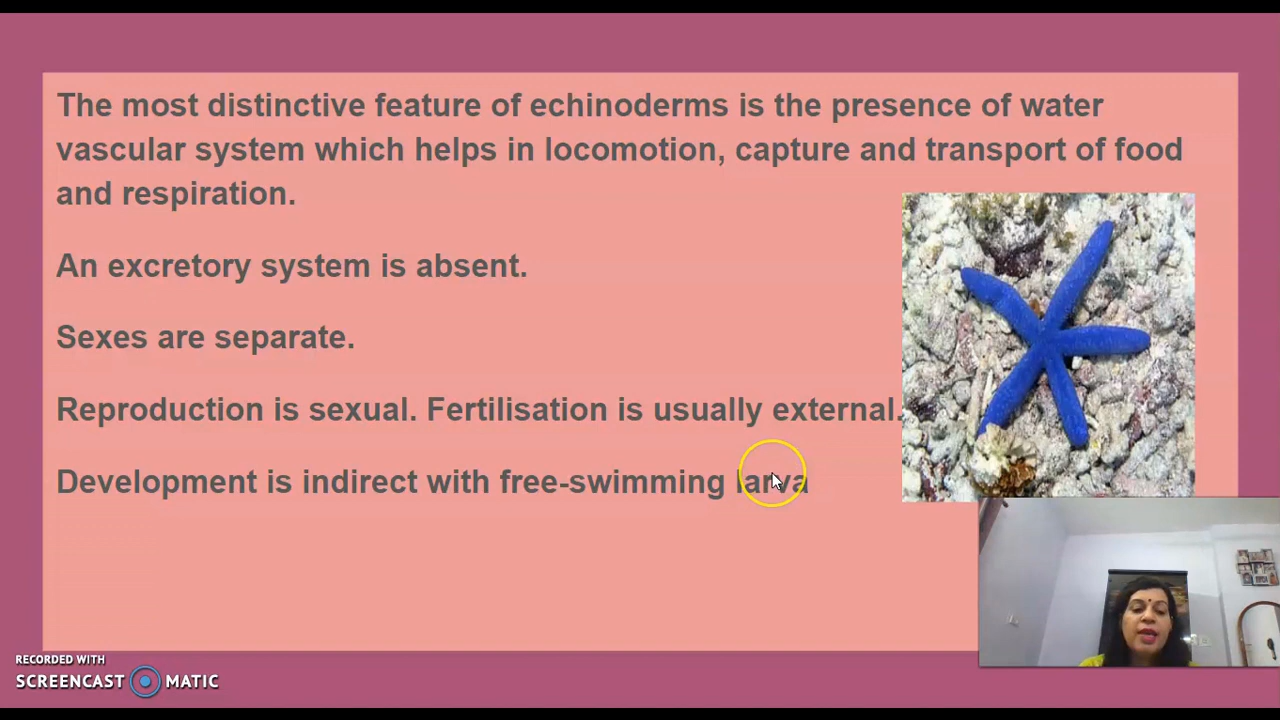 The most distinctive feature of echinoderms is the presence of water
vascular system which helps in locomotion, capture and transport of food
and respiration.
An excretory system is absent.
Sexes are separate.
Reproduction is sexual. Fertilisation is usually external.
Development is indirect with free-swimming larva
RECORDED WITH
SCREENCAST MATIC